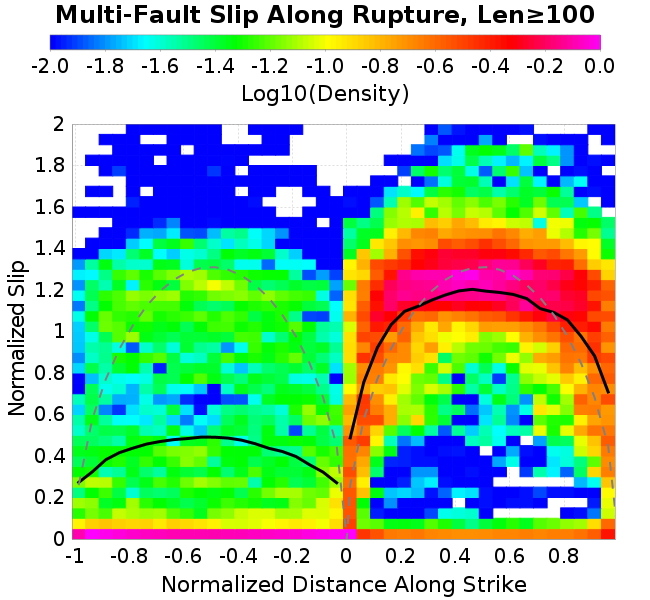 Multi-Fault Slip Along Rupture, Len≥100
-2.0 -1.8 -1.6 -1.4 -1.2 -1.0 -0.8 -0.6 -0.4 -0.2 0.0
Log10(Density)
Normalized Slip
2
1.8
1.6
1.4
1.2
1
0.8
0.6
0.4
0.2
0
-1 -0.8 -0.6 -0.4 -0.2 0 0.2 0.4 0.6 0.8
Normalized Distance Along Strike